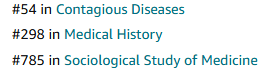 #54 in Contagious Diseases
#298 in Medical History
#785 in Sociological Study of Medicine